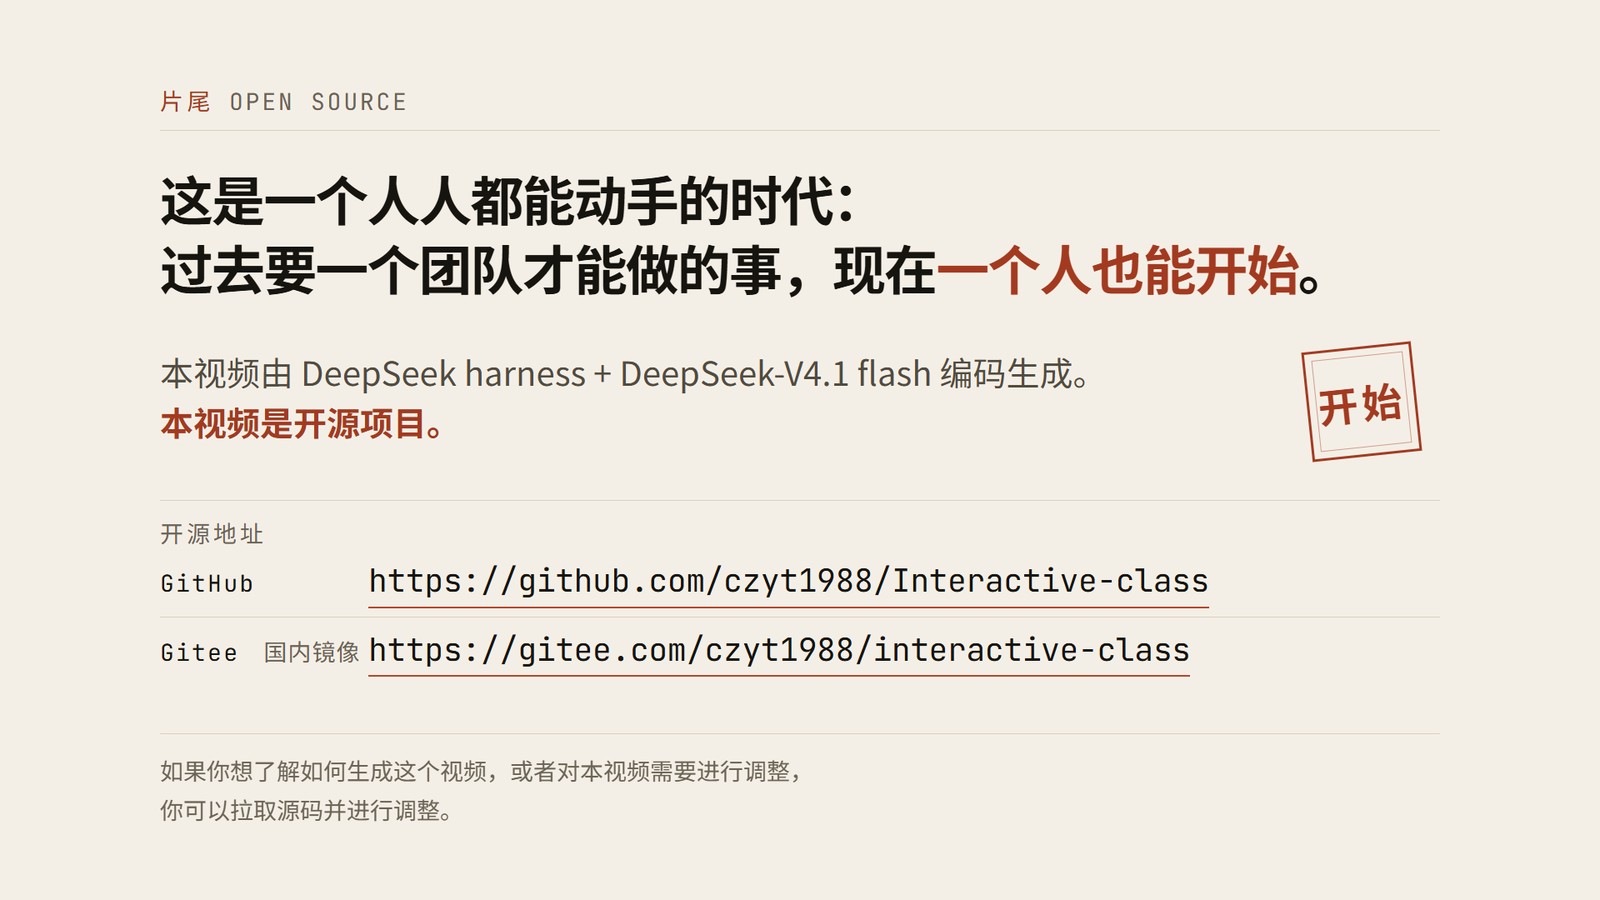 片尾 OPEN SOURCE
这是一个人人都能动手的时代：
过去要一个团队才能做的事，现在一个人也能开始。
本视频由 DeepSeek harness + DeepSeek-V4.1 flash 编码生成。
本视频是开源项目。
开始
开源地址
GitHub https://github.com/czyt1988/Interactive-class
Gitee 国内镜像 https://gitee.com/czyt1988/interactive-class
如果你想了解如何生成这个视频，或者对本视频需要进行调整，
你可以拉取源码并进行调整。